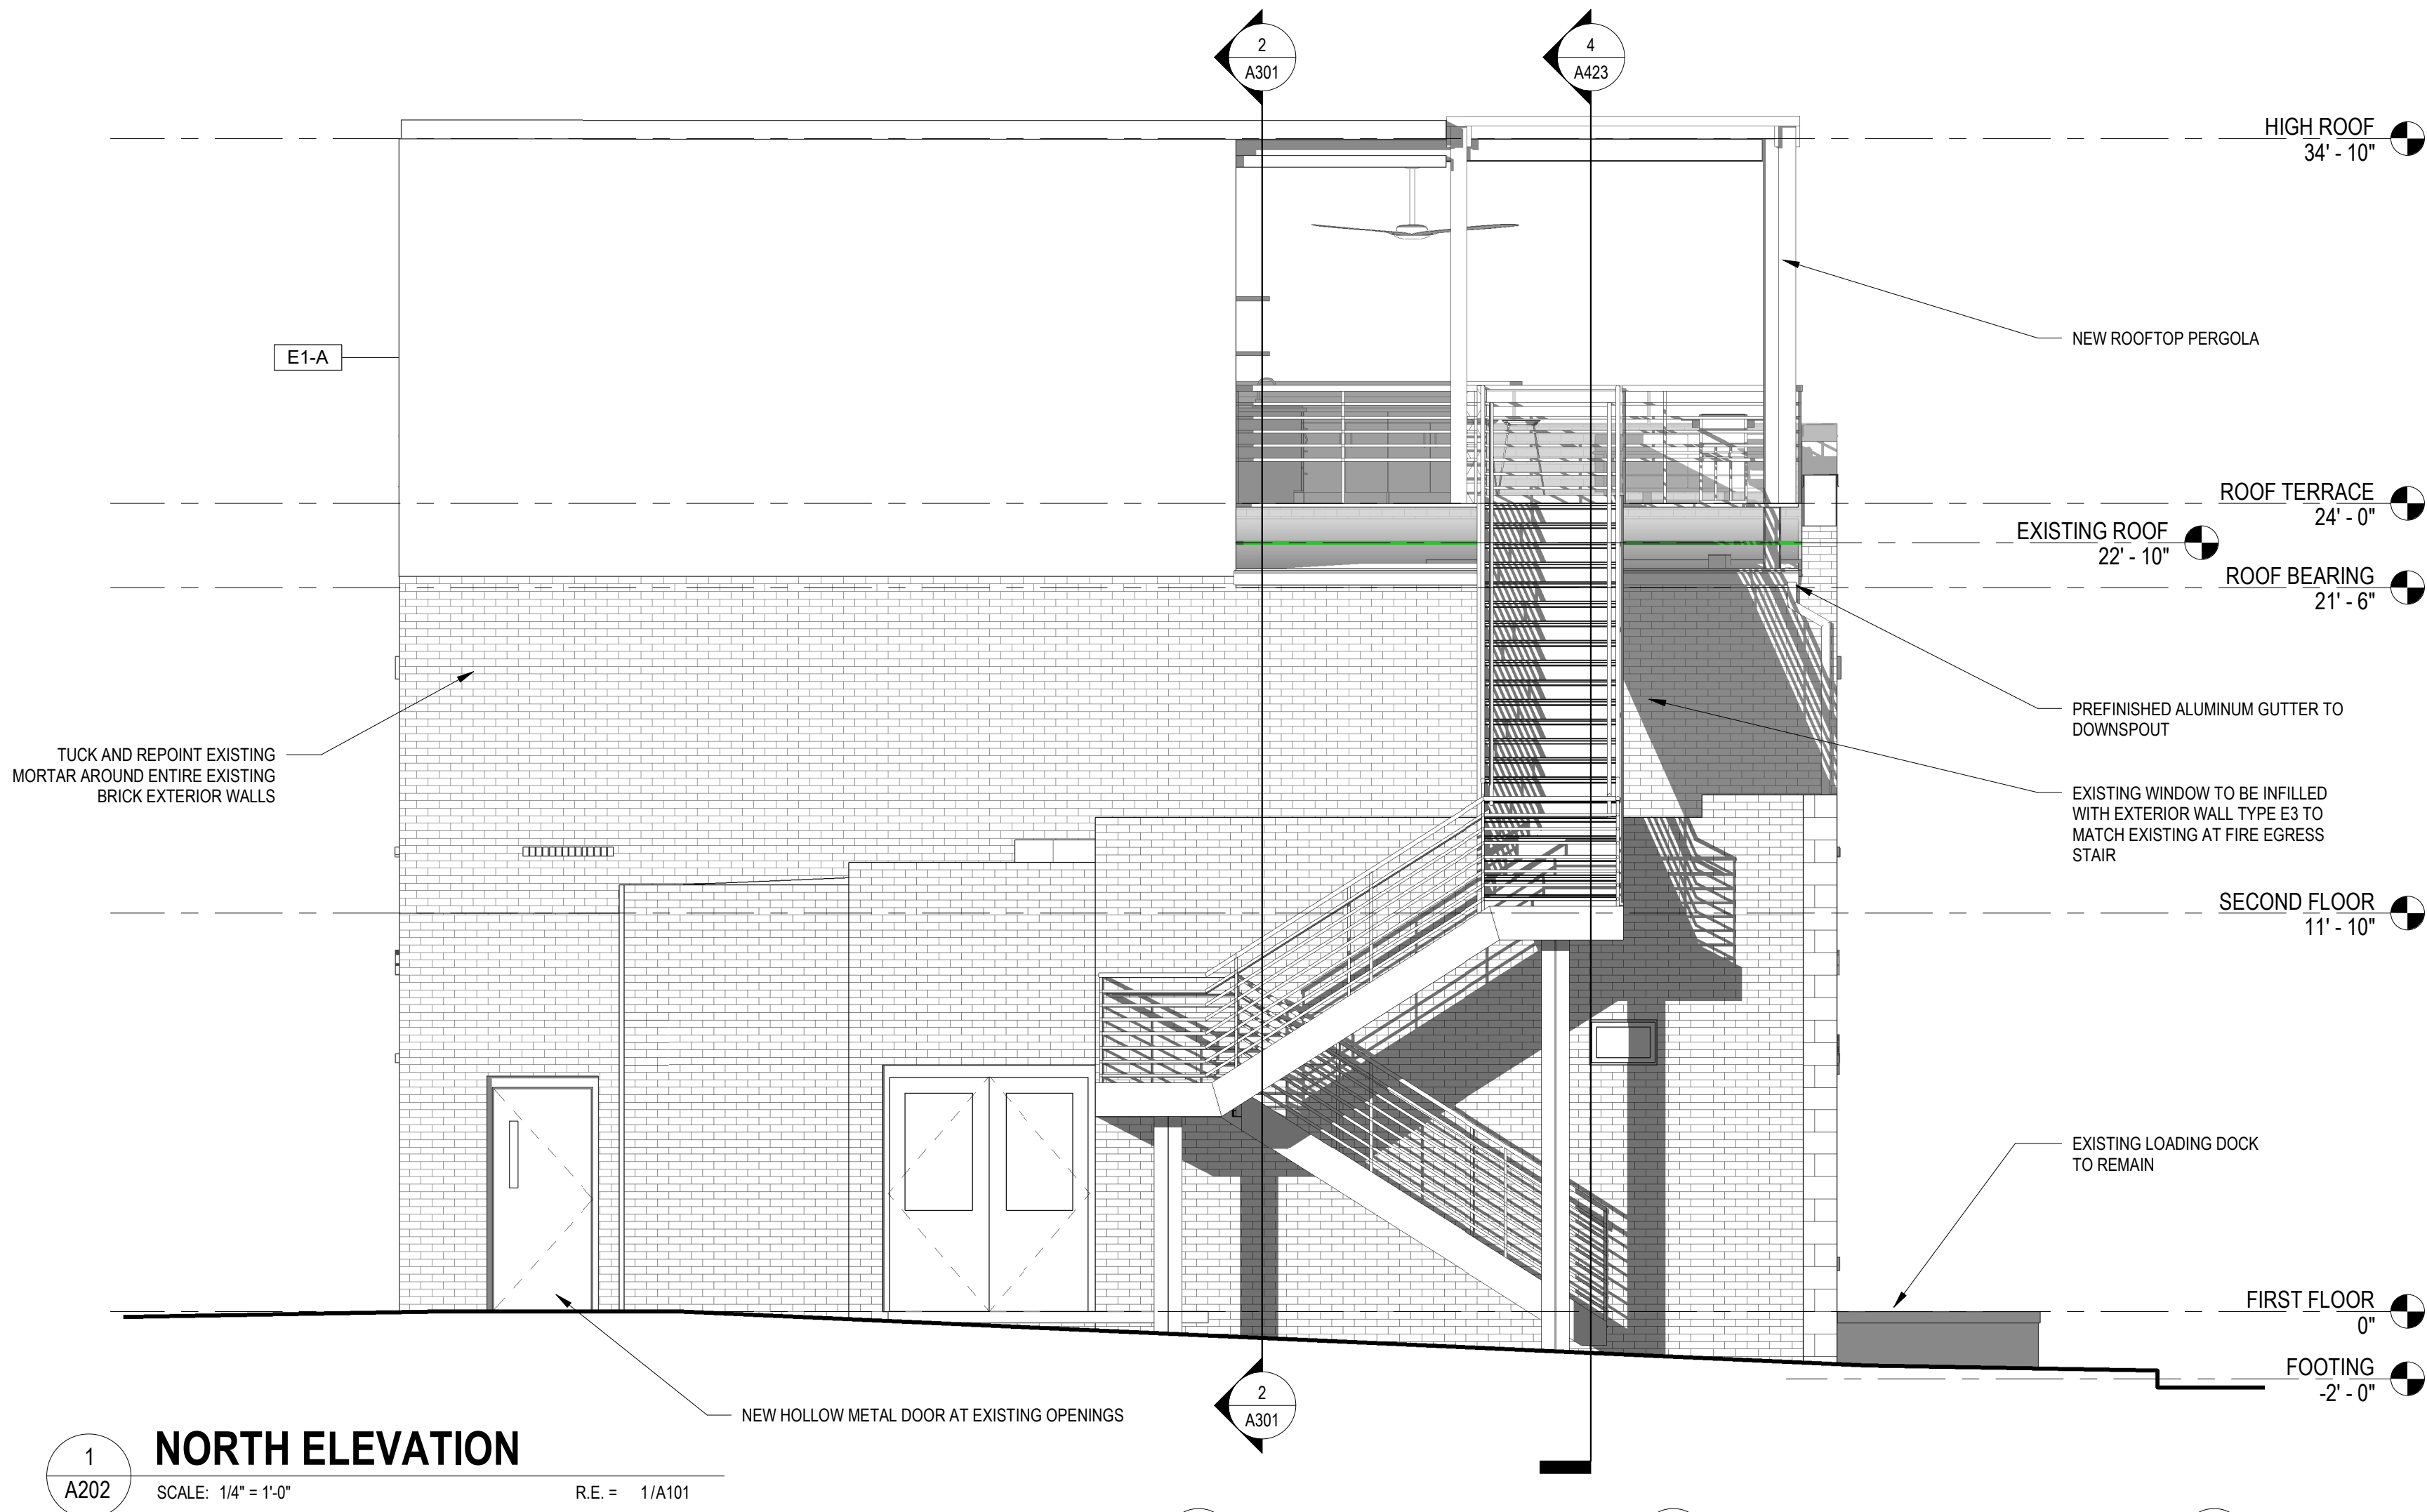 2
A301
4
A423
HIGH ROOF
34' - 10"
NEW ROOFTOP PERGOLA
E1-A
ROOF TERRACE
24' - 0"
EXISTING ROOF
22' - 10"
ROOF BEARING
21' - 6"
PREFINISHED ALUMINUM GUTTER TO
DOWNSPOUT
TUCK AND REPOINT EXISTING
MORTAR AROUND ENTIRE EXISTING
BRICK EXTERIOR WALLS
EXISTING WINDOW TO BE INFILLED
WITH EXTERIOR WALL TYPE E3 TO
MATCH EXISTING AT FIRE EGRESS
STAIR
SECOND FLOOR
11' - 10"
EXISTING LOADING DOCK
TO REMAIN
FIRST FLOOR
0"
FOOTING
-2' - 0"
NEW HOLLOW METAL DOOR AT EXISTING OPENINGS
2
A301
1
A202
NORTH ELEVATION
SCALE: 1/4" = 1'-0"
R.E. = 1/A101